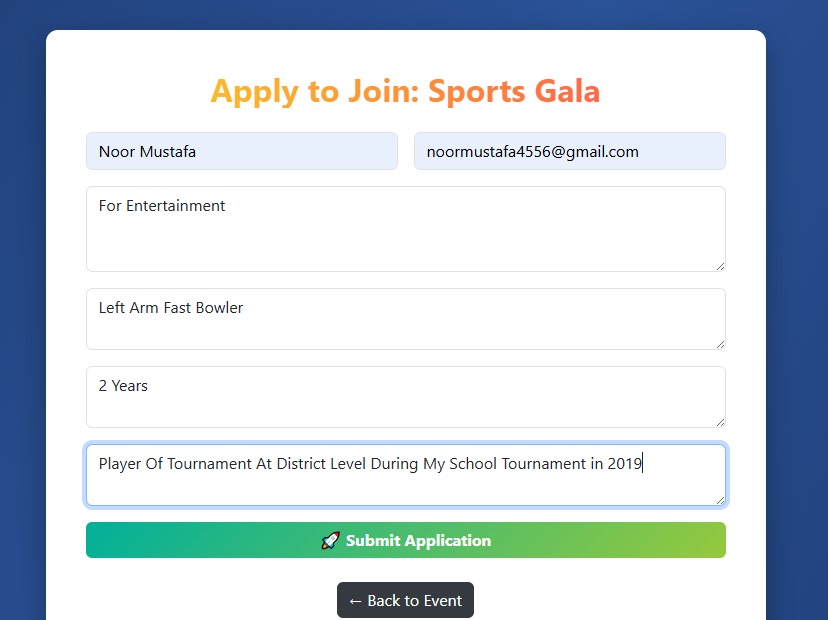 Apply to Join: Sports Gala
Noor Mustafa
noormustafa4556@gmail.com
For Entertainment
Left Arm Fast Bowler
2 Years
Player Of Tournament At District Level During My School Tournament in 2019
🚀 Submit Application
← Back to Event